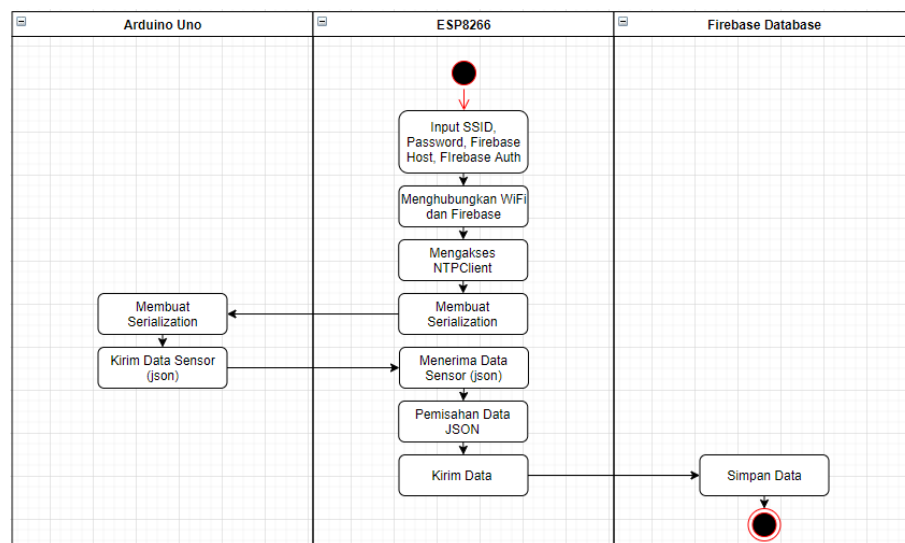 Arduino Uno
ESP8266
Firebase Database
Input SSID,
Password, Firebase
Host, FIrebase Auth
Menghubungkan WiFi
dan Firebase
Mengakses
NTPClient
Membuat
Serialization
Membuat
Serialization
Kirim Data Sensor
(json)
Menerima Data
Sensor (json)
Pemisahan Data
JSON
Kirim Data
Simpan Data